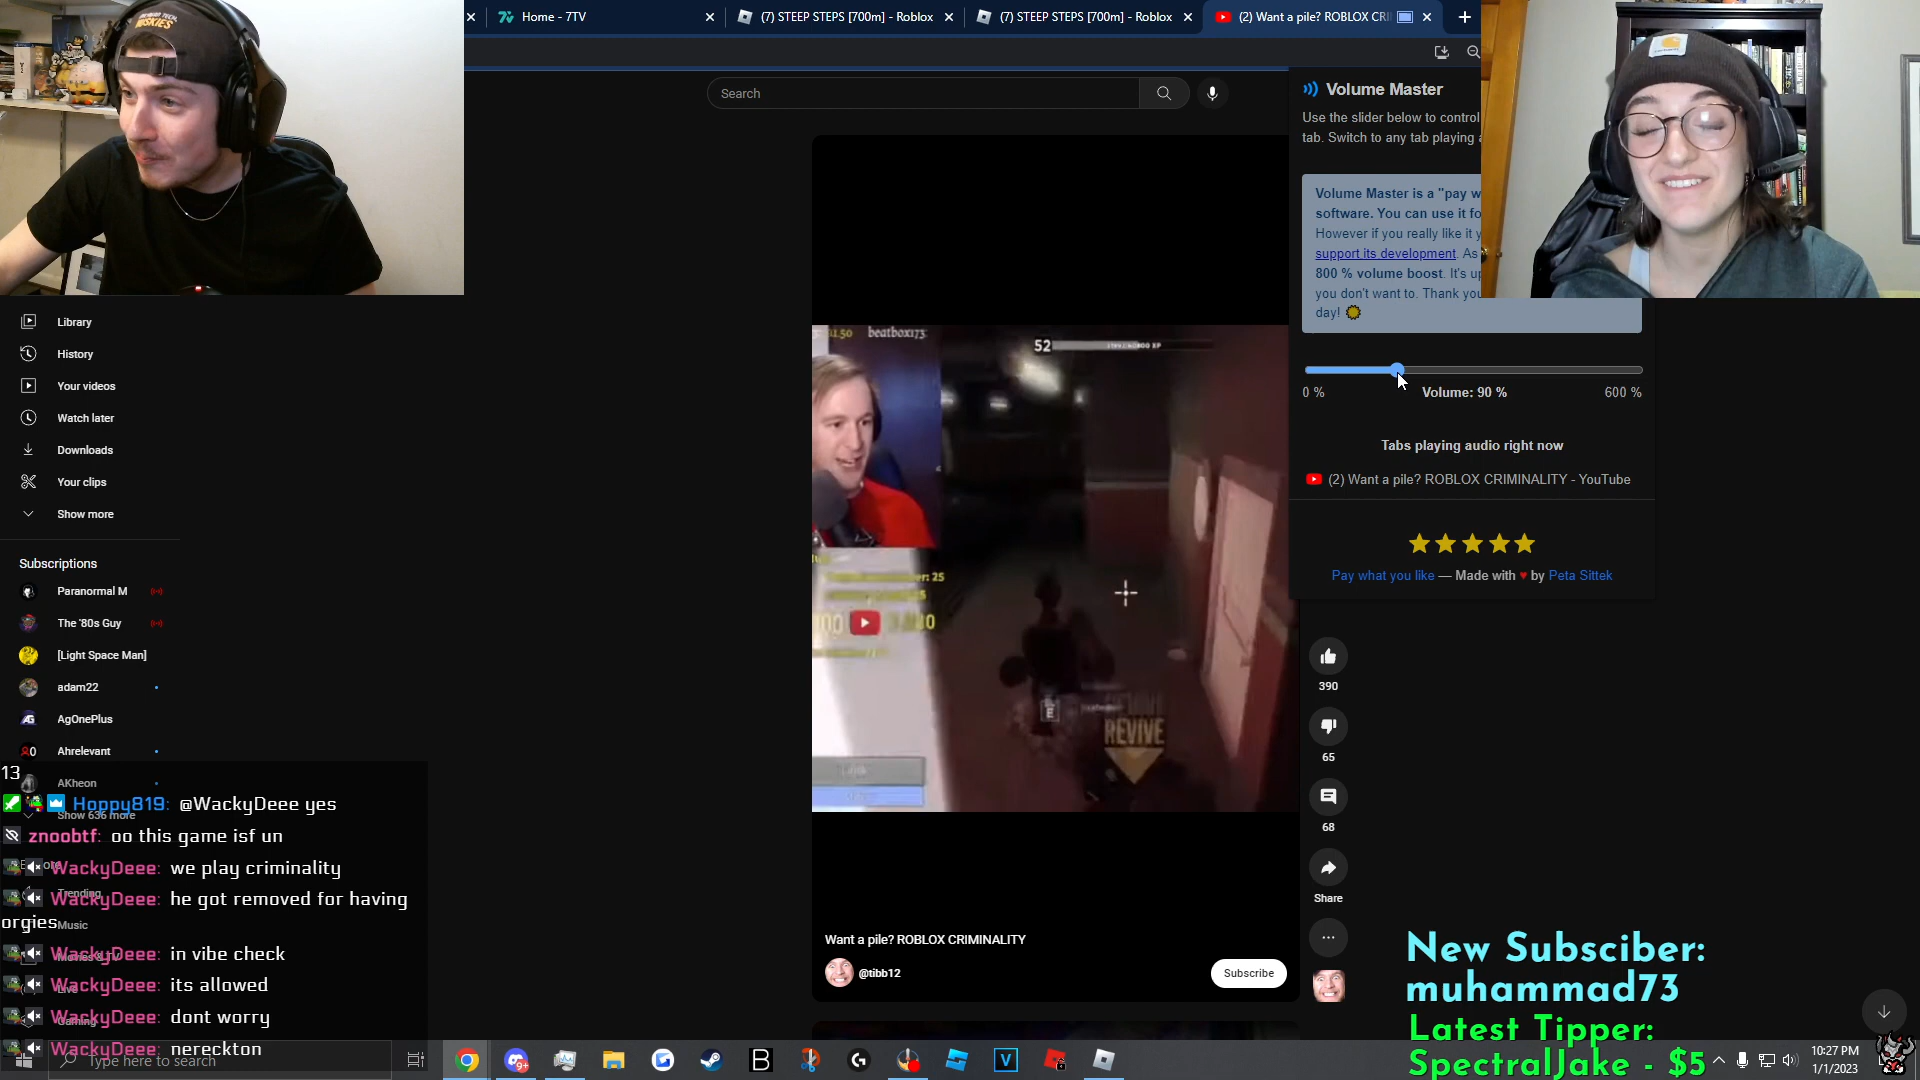 Home - 7TV
(7) STEEP STEPS [700m] - Roblox
(7) STEEP STEPS [700m] - Roblox
(2) Want a pile? ROBLOX CRI
HUSKIES
Search
Volume Master
Use the slider below to control
tab. Switch to any tab playing a
Volume Master is a "pay w
software. You can use it fo
However if you really like it y
support its development. As
800 % volume boost. It's up
you don't want to. Thank you
day!
0 %
Volume: 90 %
600 %
Tabs playing audio right now
(2) Want a pile? ROBLOX CRIMINALITY - YouTube
Pay what you like — Made with ♥ by Peta Sittek
Library
History
Your videos
Watch later
Downloads
Your clips
Show more
Subscriptions
Paranormal M
The '80s Guy
[Light Space Man]
adam22
AgOnePlus
Ahrelevant
AKheon
Show 636 more
Trending
Music
Live
Gaming
13
Hoppy819: @WackyDeee yes
znoobtf: oo this game isf un
WackyDeee: we play criminality
WackyDeee: he got removed for having
orgies
WackyDeee: in vibe check
WackyDeee: its allowed
WackyDeee: dont worry
WackyDeee: nereckton
beatbox173:
52
E
REVIVE
390
65
68
Share
Want a pile? ROBLOX CRIMINALITY
@tibb12
Subscribe
New Subsciber:
muhammad73
Latest Tipper:
SpectralJake - $5
Type here to search
10:27 PM
1/1/2023